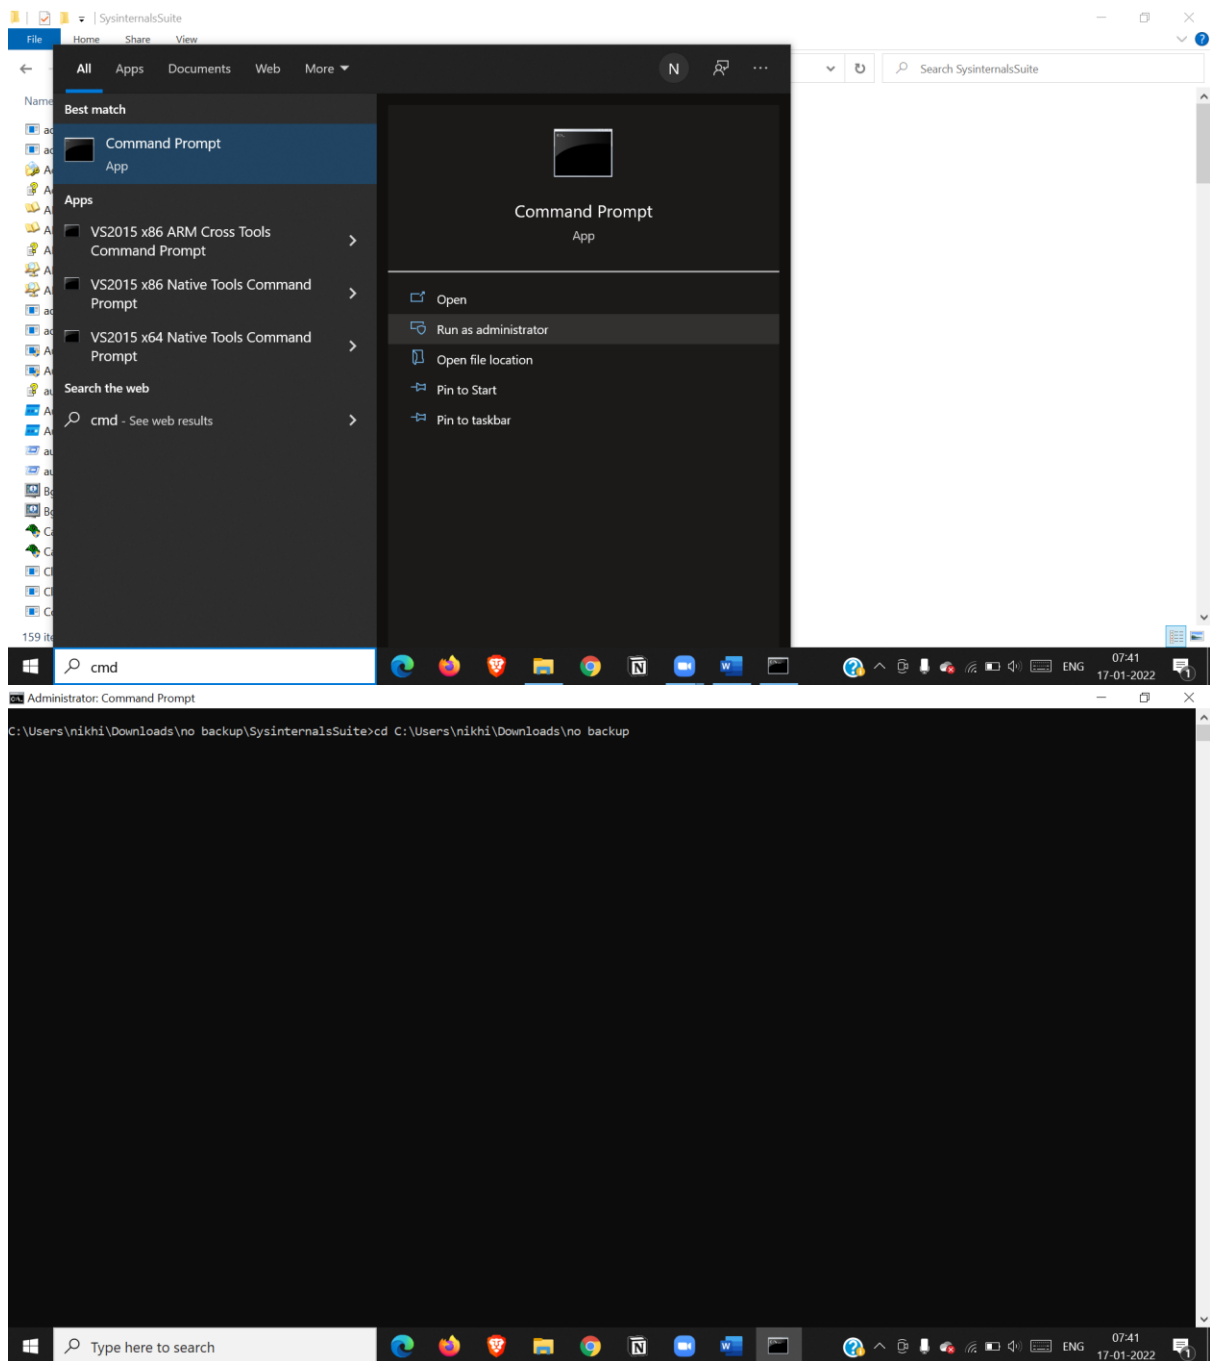 SysinternalsSuite
File Home Share View
All Apps Documents Web More
N
Search SysinternalsSuite
Name
Best match
Command Prompt
App
Apps
VS2015 x86 ARM Cross Tools
Command Prompt
VS2015 x86 Native Tools Command
Prompt
VS2015 x64 Native Tools Command
Prompt
Search the web
cmd - See web results
Command Prompt
App
Open
Run as administrator
Open file location
Pin to Start
Pin to taskbar
159 ite
cmd
ENG
07:41
17-01-2022
Administrator: Command Prompt
C:\Users\nikhi\Downloads\no backup\SysinternalsSuite>cd C:\Users\nikhi\Downloads\no backup
Type here to search
ENG
07:41
17-01-2022